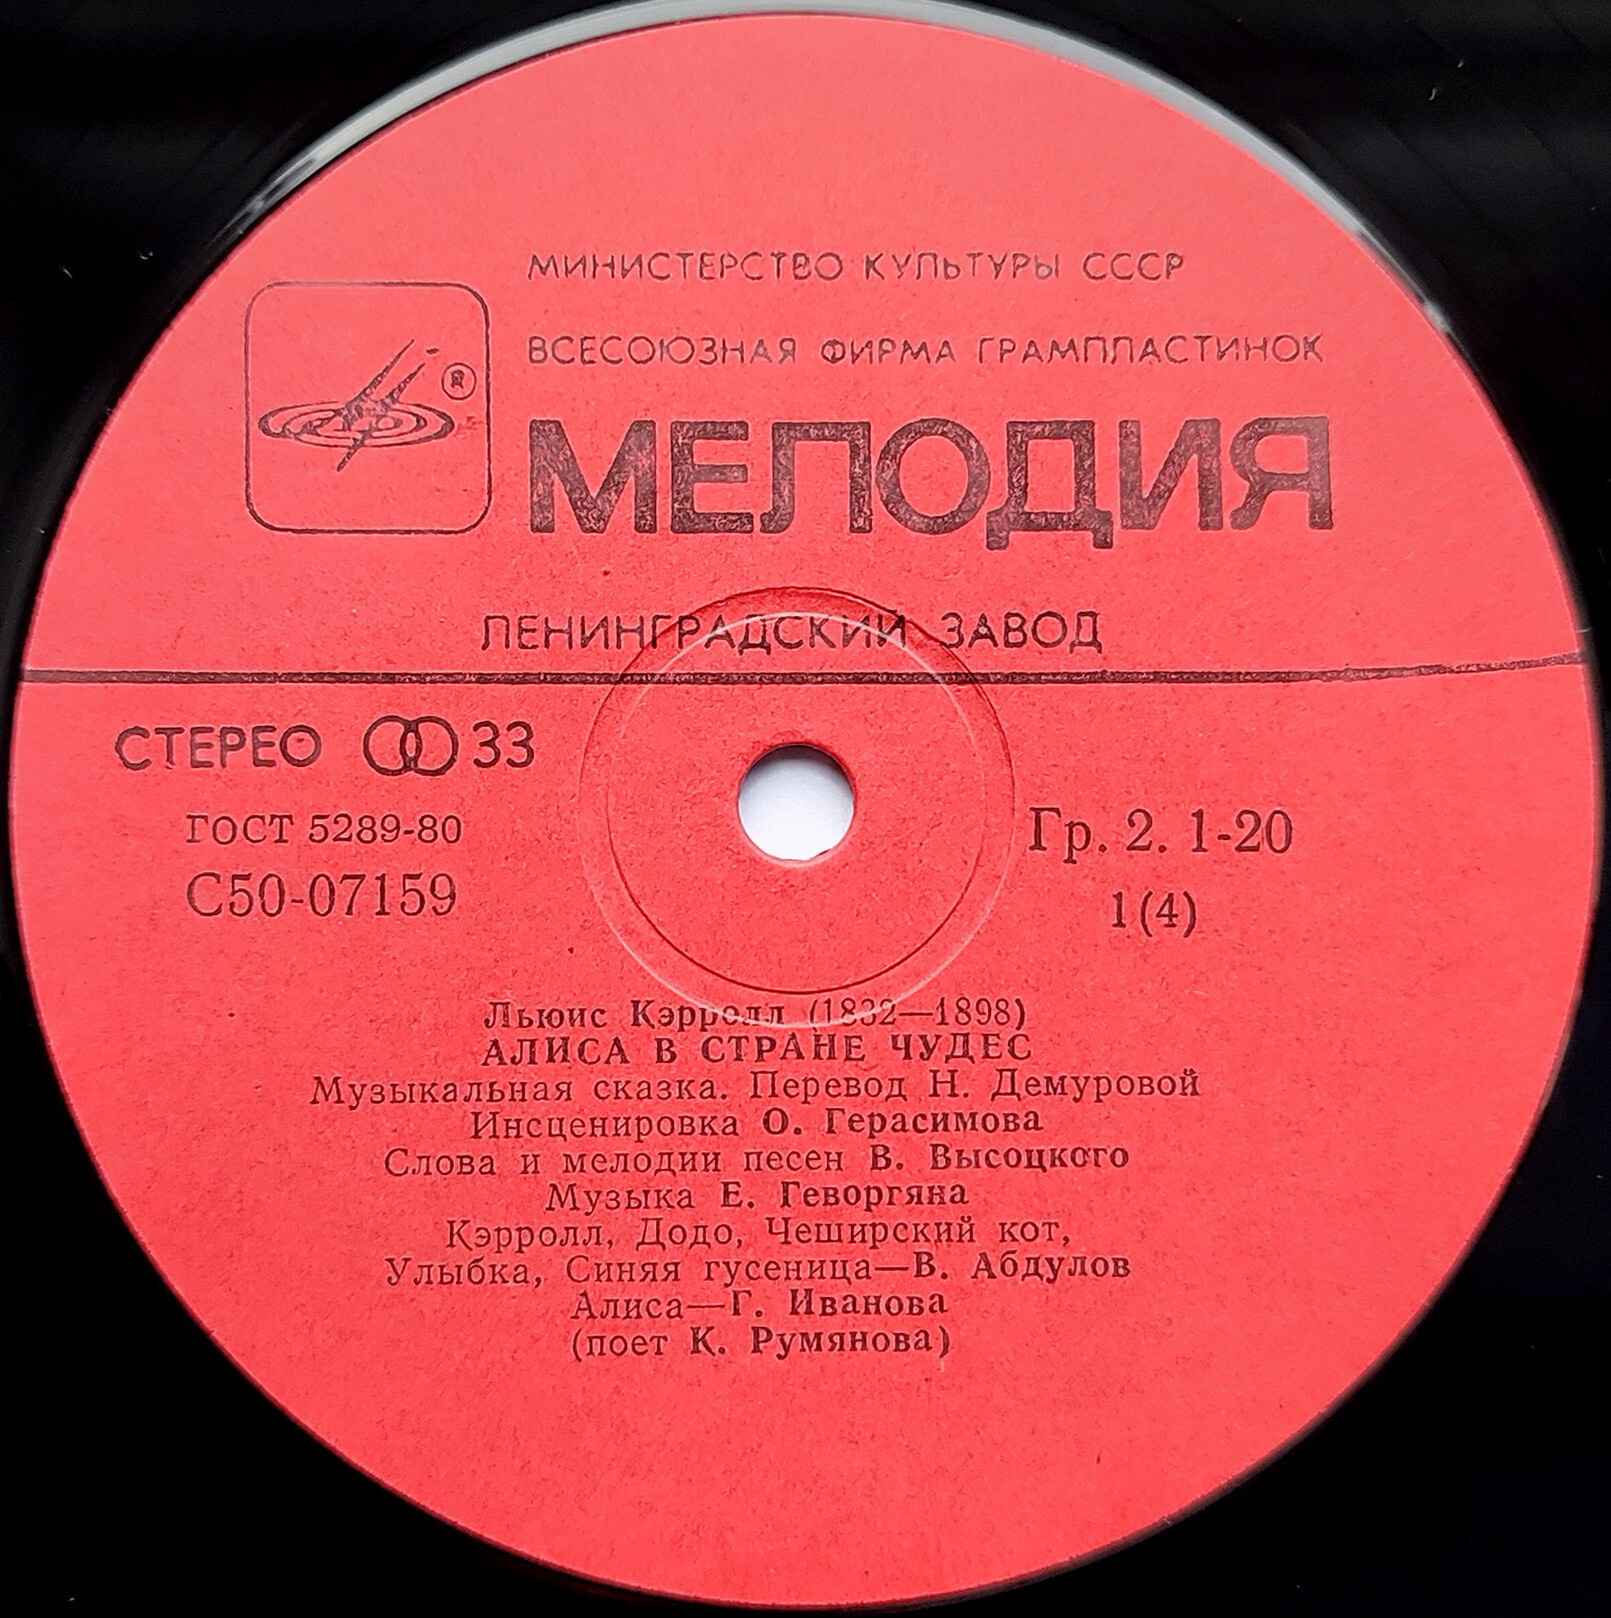 МИНИСТЕРСТВО КУЛЬТУРЫ СССР
ВСЕСОЮЗНАЯ ФИРМА ГРАМПЛАСТИНОК
®
МЕЛОДИЯ
ЛЕНИНГРАДСКИЙ ЗАВОД
СТЕРЕО 33
ГОСТ 5289-80
Гр. 2. 1-20
С50-07159
1(4)
Льюис Кэрролл (1832—1898)
АЛИСА В СТРАНЕ ЧУДЕС
Музыкальная сказка. Перевод Н. Демуровой
Инсценировка О. Герасимова
Слова и мелодии песен В. Высоцкого
Музыка Е. Геворгяна
Кэрролл, Додо, Чеширский кот,
Улыбка, Синяя гусеница—В. Абдулов
Алиса—Г. Иванова
(поет К. Румянова)